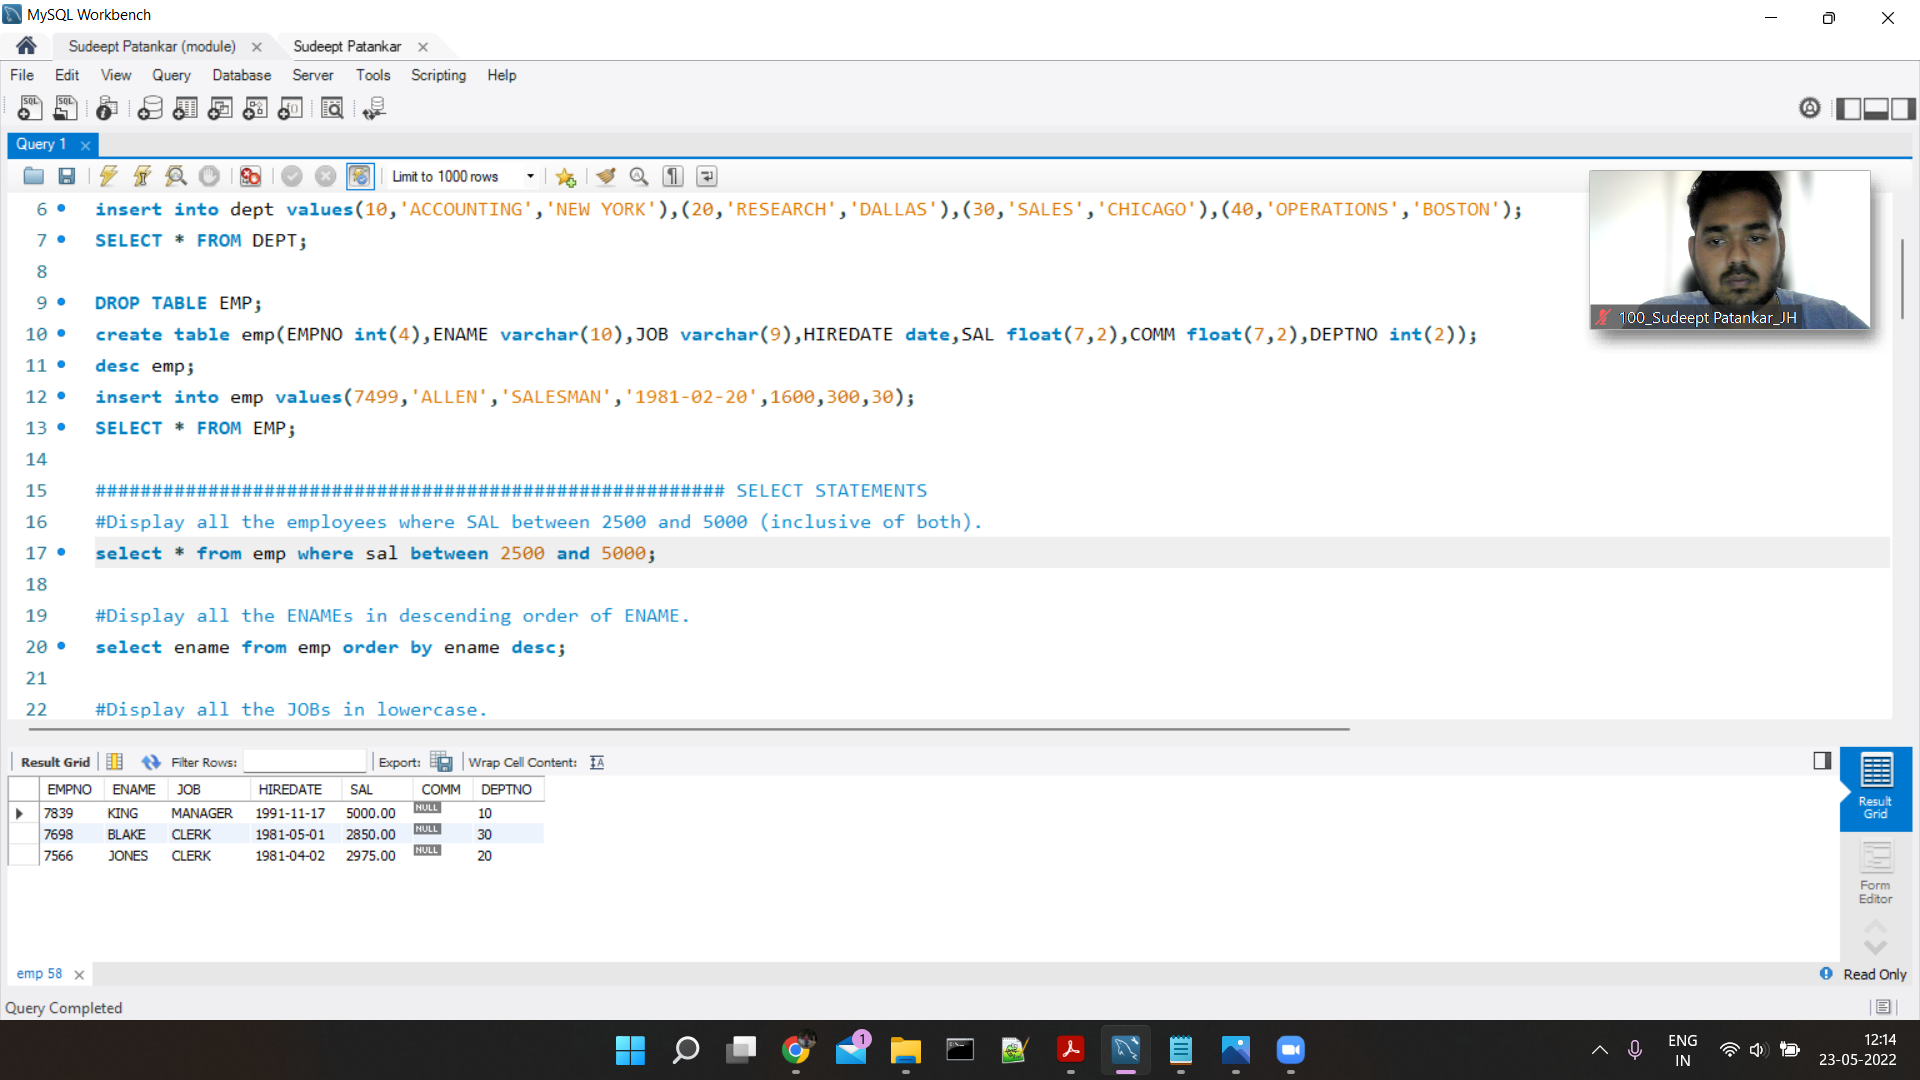 MySQL Workbench
Sudeept Patankar (module)
Sudeept Patankar
File Edit View Query Database Server Tools Scripting Help
Query 1
Limit to 1000 rows
6 insert into dept values(10,'ACCOUNTING','NEW YORK'),(20,'RESEARCH','DALLAS'),(30,'SALES','CHICAGO'),(40,'OPERATIONS','BOSTON');
7 SELECT * FROM DEPT;
8
9 DROP TABLE EMP;
10 create table emp(EMPNO int(4),ENAME varchar(10),JOB varchar(9),HIREDATE date,SAL float(7,2),COMM float(7,2),DEPTNO int(2));
11 desc emp;
12 insert into emp values(7499,'ALLEN','SALESMAN','1981-02-20',1600,300,30);
13 SELECT * FROM EMP;
14
15 ######################################################## SELECT STATEMENTS
16 #Display all the employees where SAL between 2500 and 5000 (inclusive of both).
17 select * from emp where sal between 2500 and 5000;
18
19 #Display all the ENAMEs in descending order of ENAME.
20 select ename from emp order by ename desc;
21
22 #Display all the JOBs in lowercase.
100_Sudeept Patankar_JH
Result Grid Filter Rows: Export: Wrap Cell Content:
EMPNO ENAME JOB HIREDATE SAL COMM DEPTNO
7839 KING MANAGER 1991-11-17 5000.00 NULL 10
7698 BLAKE CLERK 1981-05-01 2850.00 NULL 30
7566 JONES CLERK 1981-04-02 2975.00 NULL 20
Result
Grid
Form
Editor
emp 58
Read Only
Query Completed
1
ENG
IN
12:14
23-05-2022